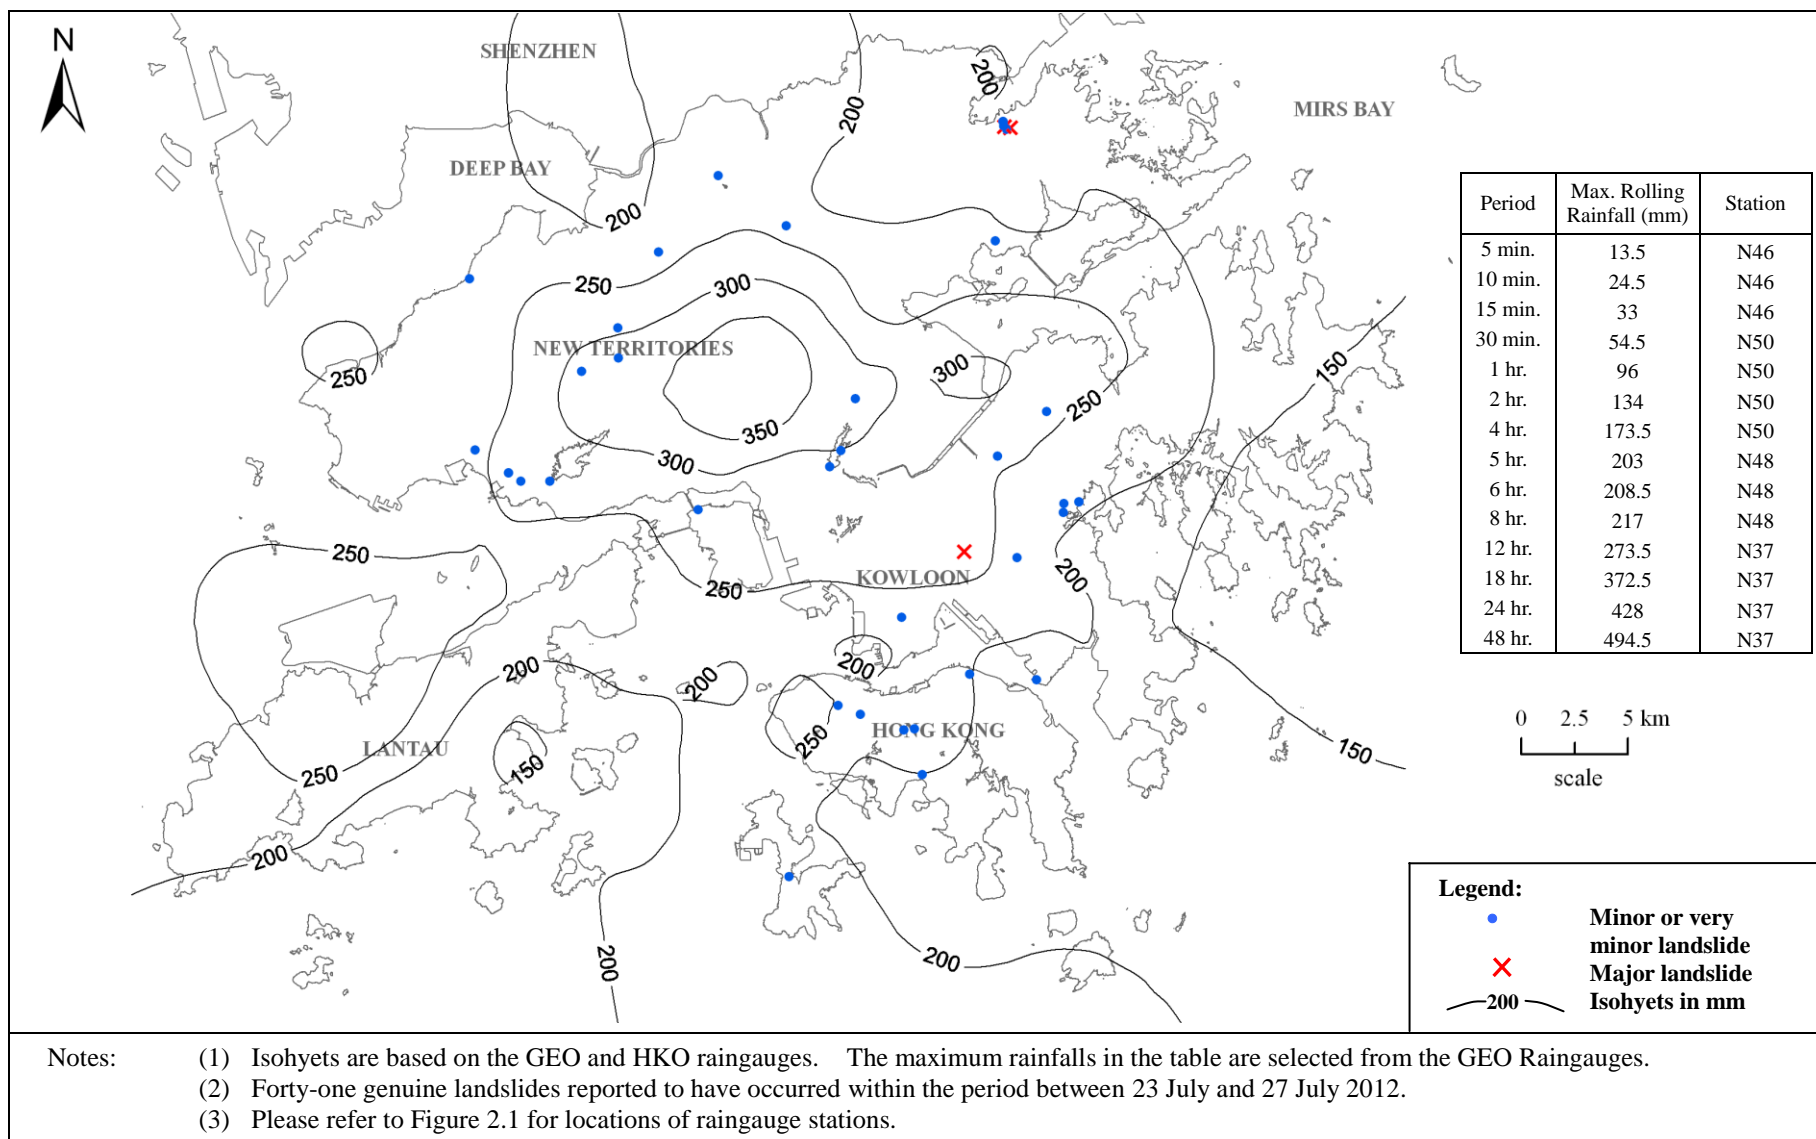 N
SHENZHEN
200
MIRS BAY
200
DEEP BAY
200
250
300
NEW TERRITORIES
250
300
350
300
250
150
250
250
KOWLOON
200
250
200
200
200
250
HONG KONG
LANTAU
150
250
150
200
200
200
Period Max. Rolling Rainfall (mm) Station
5 min. 13.5 N46
10 min. 24.5 N46
15 min. 33 N46
30 min. 54.5 N50
1 hr. 96 N50
2 hr. 134 N50
4 hr. 173.5 N50
5 hr. 203 N48
6 hr. 208.5 N48
8 hr. 217 N48
12 hr. 273.5 N37
18 hr. 372.5 N37
24 hr. 428 N37
48 hr. 494.5 N37
0 2.5 5 km
scale
Legend:
Minor or very
minor landslide
Major landslide
200 Isohyets in mm
Notes: (1) Isohyets are based on the GEO and HKO raingauges. The maximum rainfalls in the table are selected from the GEO Raingauges.
(2) Forty-one genuine landslides reported to have occurred within the period between 23 July and 27 July 2012.
(3) Please refer to Figure 2.1 for locations of raingauge stations.